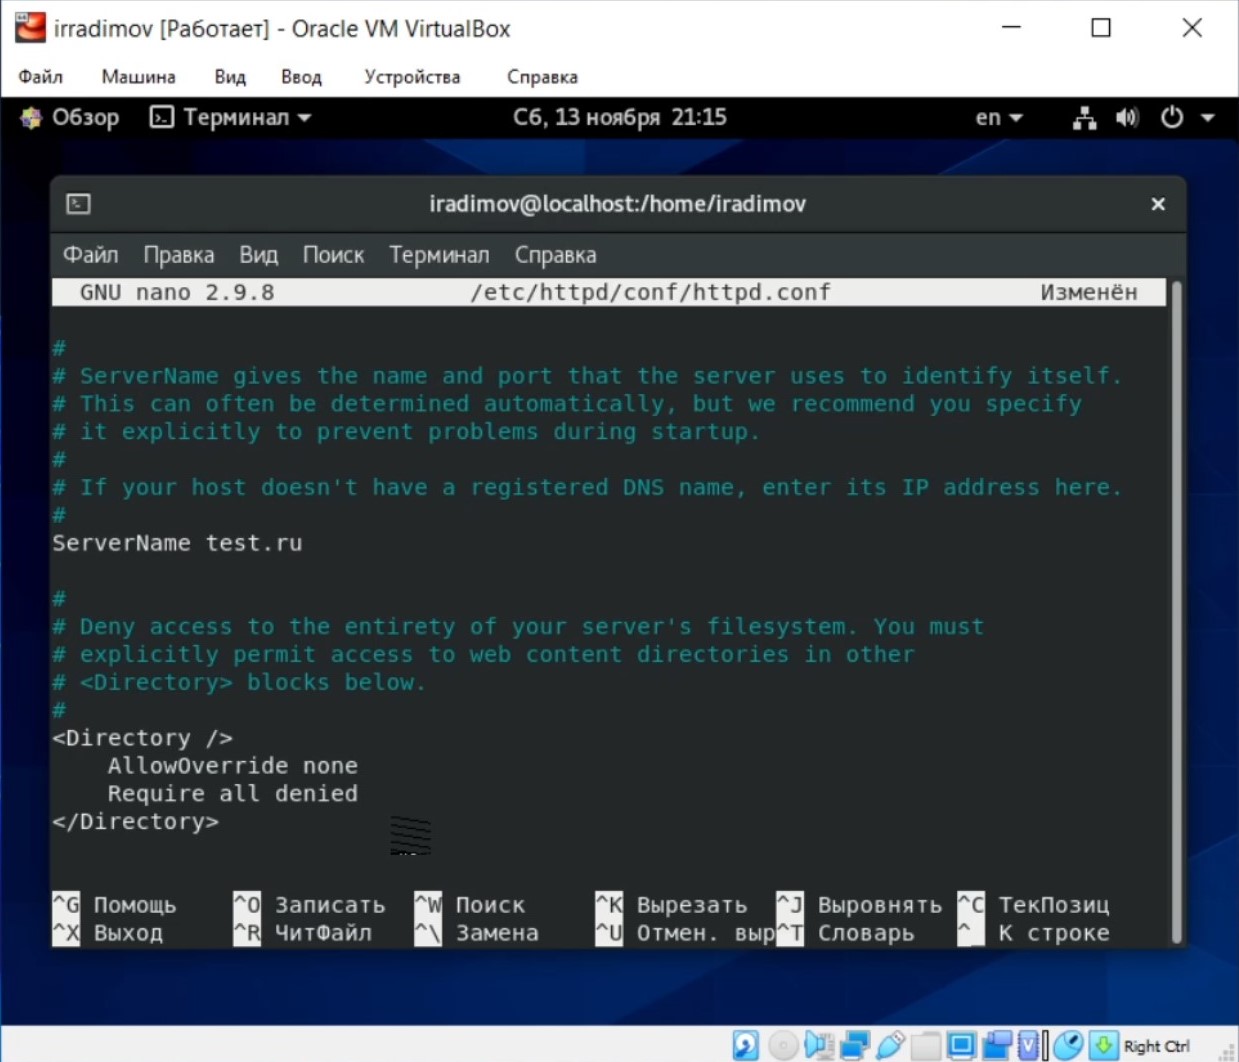 irradimov [Работает] - Oracle VM VirtualBox
Файл Машина Вид Ввод Устройства Справка
Обзор Терминал Сб, 13 ноября 21:15 en
iradimov@localhost:/home/iradimov
Файл Правка Вид Поиск Терминал Справка
GNU nano 2.9.8 /etc/httpd/conf/httpd.conf Изменён
#
# ServerName gives the name and port that the server uses to identify itself.
# This can often be determined automatically, but we recommend you specify
# it explicitly to prevent problems during startup.
#
# If your host doesn't have a registered DNS name, enter its IP address here.
#
ServerName test.ru
#
# Deny access to the entirety of your server's filesystem. You must
# explicitly permit access to web content directories in other
# <Directory> blocks below.
#
<Directory />
    AllowOverride none
    Require all denied
</Directory>
^G Помощь ^O Записать ^W Поиск ^K Вырезать ^J Выровнять ^C ТекПозиц
^X Выход ^R ЧитФайл ^\ Замена ^U Отмен. выр^T Словарь ^_ К строке
Right Ctrl